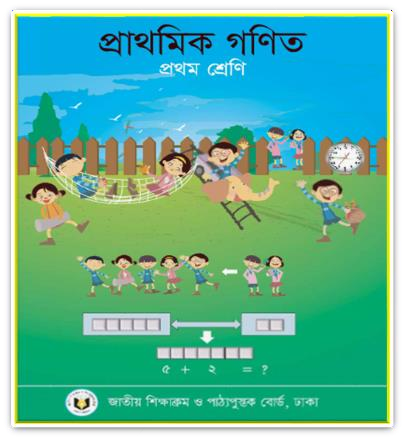 প্রাথমিক গণিত
প্রথম শ্রেণি
৫ + ২ = ?
জাতীয় শিক্ষাক্রম ও পাঠ্যপুস্তক বোর্ড, ঢাকা